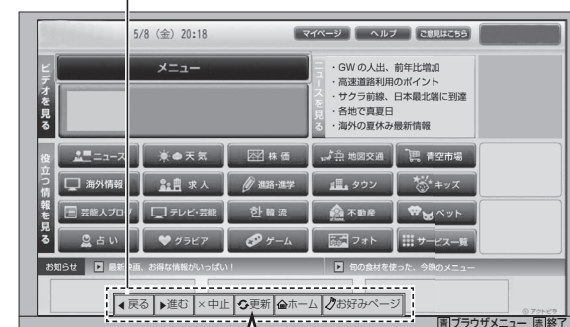 5/8 (金) 20:18
マイページ
ヘルプ
ご意見はこちら
ビデオを見る
メニュー
ニュースを見る
・GWの人出、前年比増加
・高速道路利用のポイント
・サクラ前線、日本最北端に到達
・各地で真夏日
・海外の夏休み最新情報
役立つ情報を見る
ニュース
天気
株価
地図交通
青空市場
海外情報
求人
進路・進学
タウン
キッズ
芸能人ブログ
テレビ・芸能
한 韓流
不動産
ペット
占い
グラビア
ゲーム
フォト
サービス一覧
お知らせ
最新映画、お得な情報がいっぱい!
旬の食材を使った、今晩のメニュー
戻る
進む
×中止
更新
ホーム
お好みページ
©アクトビラ
青 ブラウザメニュー 赤 終了